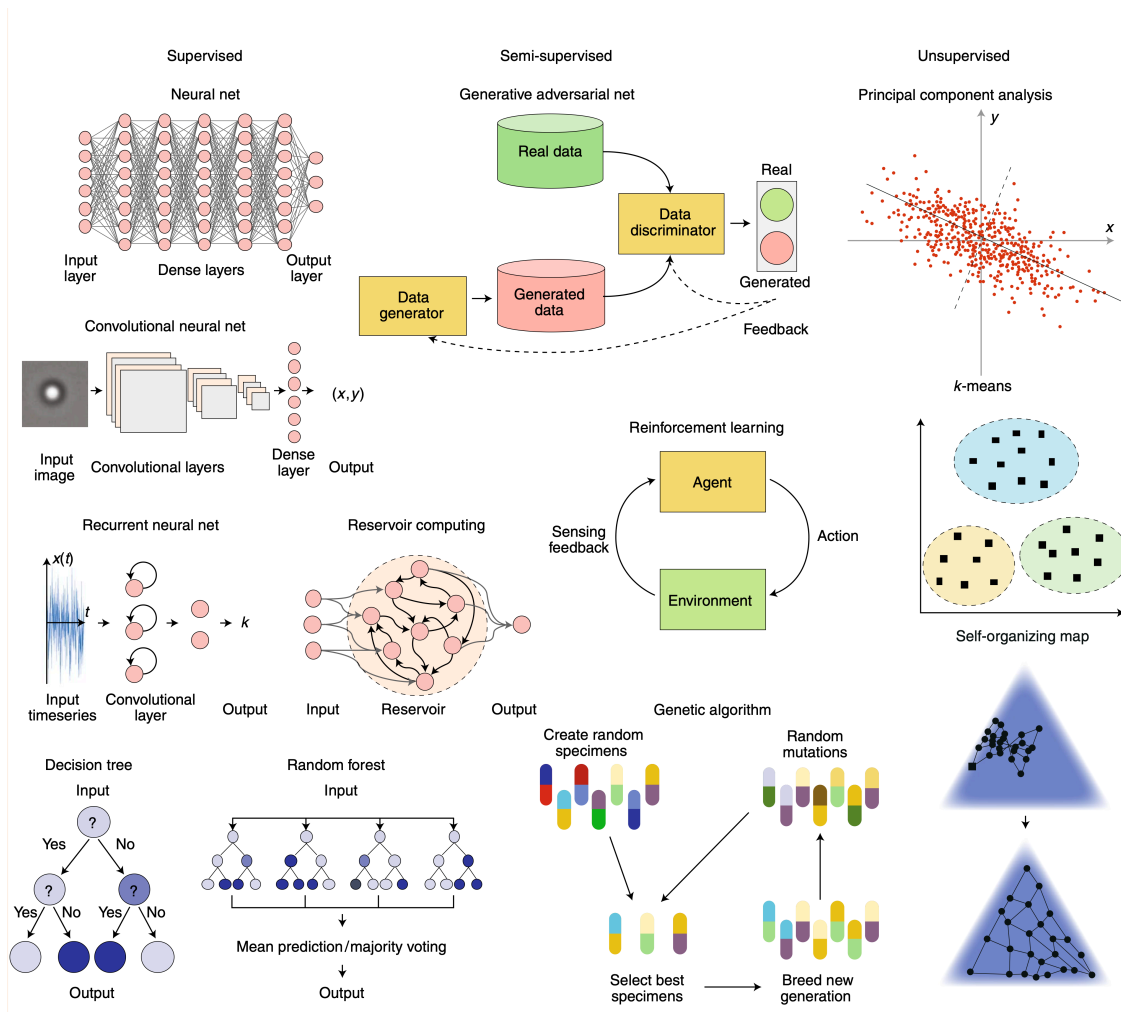 Supervised
Neural net
Input
layer
Dense layers
Output
layer
Convolutional neural net
(x, y)
Input
image
Convolutional layers
Dense
layer
Output
Recurrent neural net
x(t)
t
k
Input
timeseries
Convolutional
layer
Output
Reservoir computing
Input
Reservoir
Output
Decision tree
Input
?
Yes
No
?
?
Yes
No
Yes
No
Output
Random forest
Input
Mean prediction/majority voting
Output
Semi-supervised
Generative adversarial net
Real data
Data
discriminator
Real
Generated
Data
generator
Generated
data
Feedback
Reinforcement learning
Agent
Sensing
feedback
Action
Environment
Genetic algorithm
Create random
specimens
Random
mutations
Select best
specimens
Breed new
generation
Unsupervised
Principal component analysis
y
x
k-means
Self-organizing map